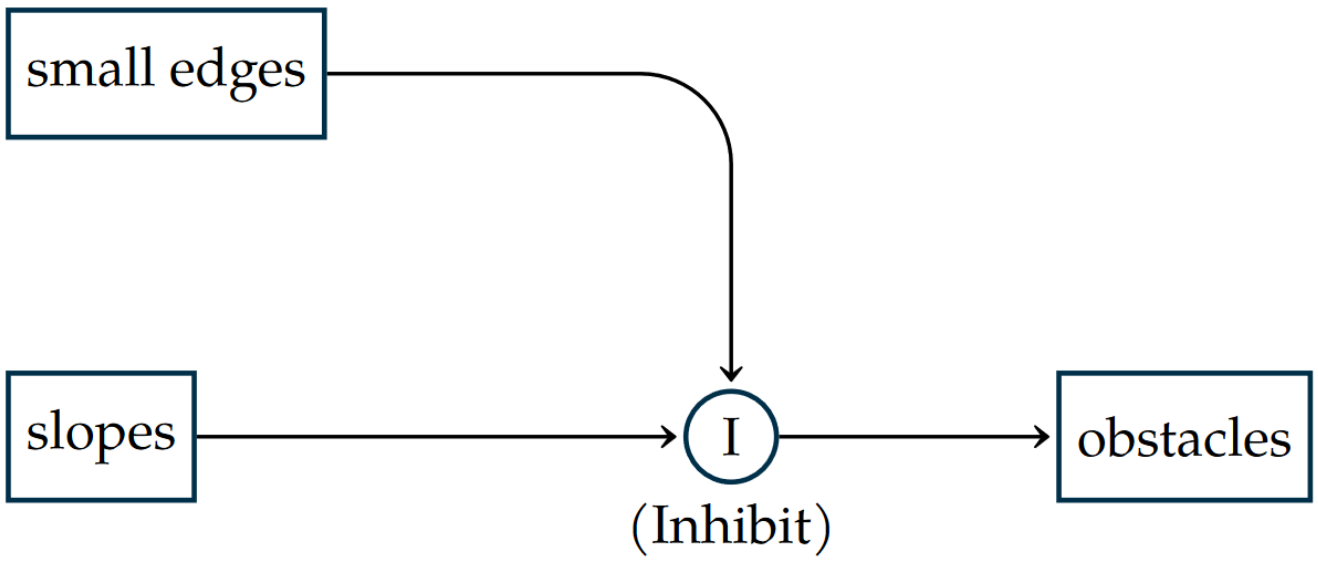 small edges
slopes
I
obstacles
(Inhibit)